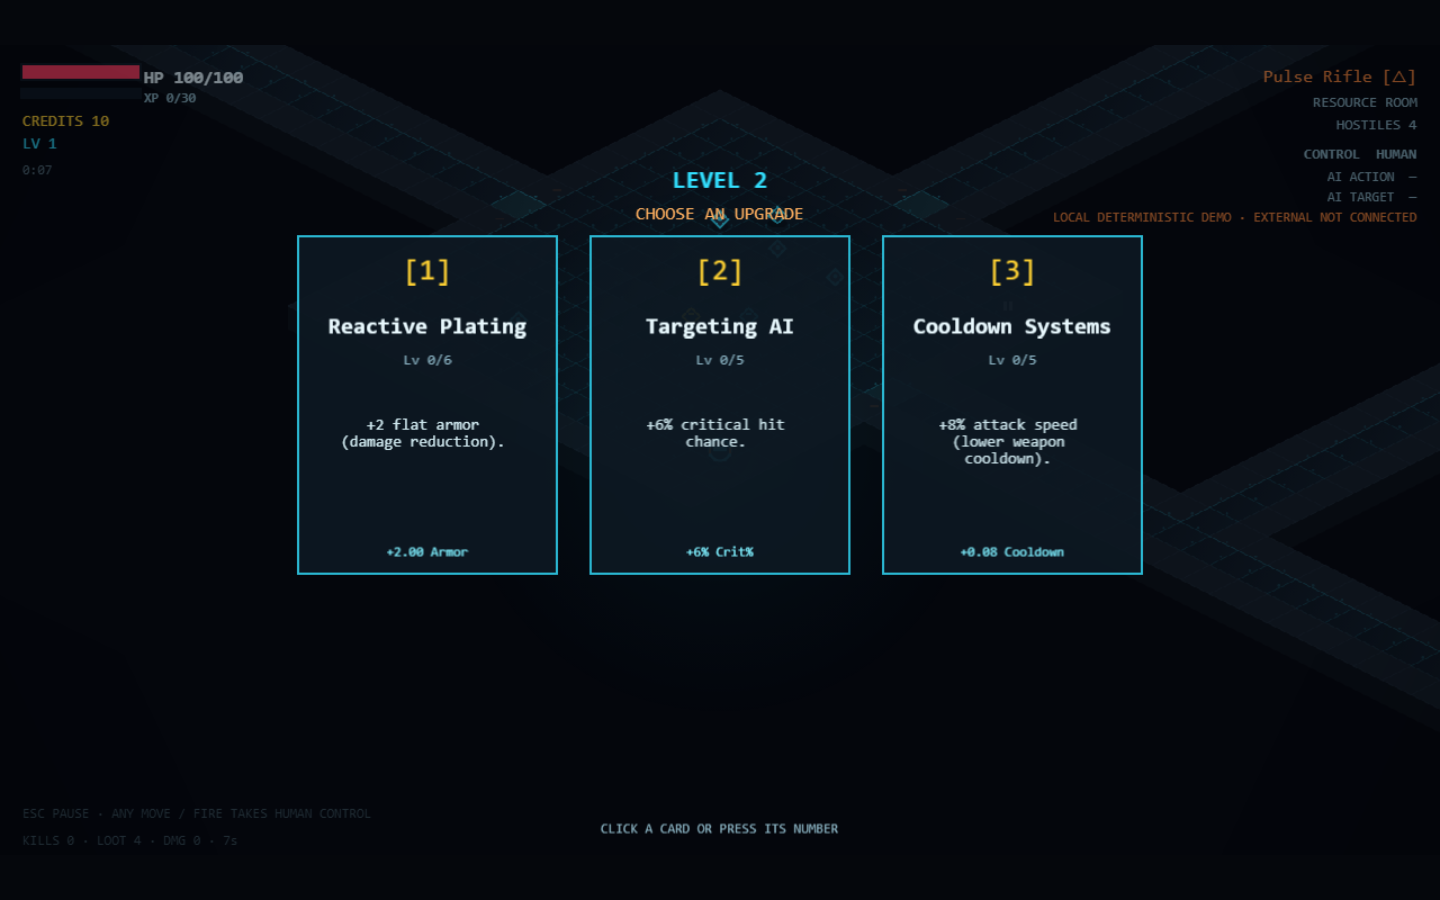 HP 100/100
XP 0/30
CREDITS 10
LV 1
0:07
Pulse Rifle [△]
RESOURCE ROOM
HOSTILES 4
CONTROL HUMAN
AI ACTION —
AI TARGET —
LOCAL DETERMINISTIC DEMO · EXTERNAL NOT CONNECTED
LEVEL 2
CHOOSE AN UPGRADE
[1]
Reactive Plating
Lv 0/6
+2 flat armor
(damage reduction).
+2.00 Armor
[2]
Targeting AI
Lv 0/5
+6% critical hit
chance.
+6% Crit%
[3]
Cooldown Systems
Lv 0/5
+8% attack speed
(lower weapon
cooldown).
+0.08 Cooldown
CLICK A CARD OR PRESS ITS NUMBER
ESC PAUSE · ANY MOVE / FIRE TAKES HUMAN CONTROL
KILLS 0 · LOOT 4 · DMG 0 · 7s